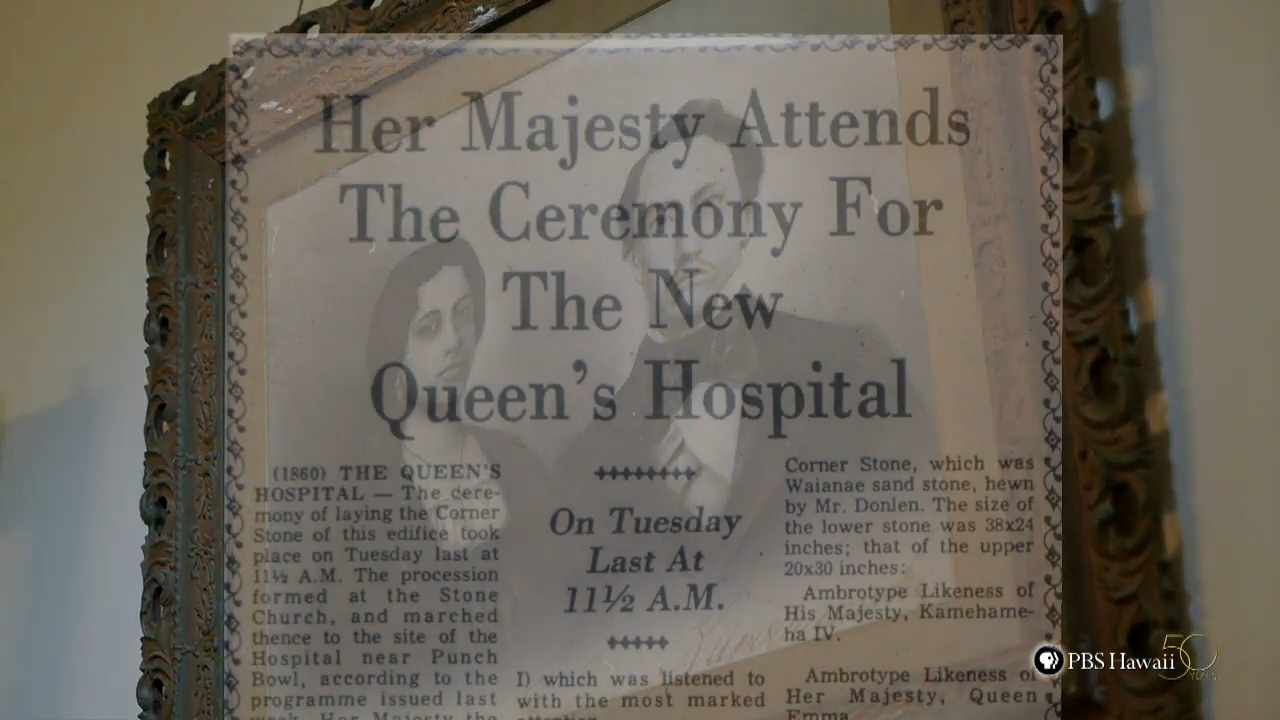 Her Majesty Attends
The Ceremony For
The New
Queen's Hospital
(1860) THE QUEEN'S
HOSPITAL — The cere-
mony of laying the Corner
Stone of this edifice took
place on Tuesday last at
11½ A.M. The procession
formed at the Stone
Church, and marched
thence to the site of the
Hospital near Punch
Bowl, according to the
programme issued last
week. Her Majesty the
On Tuesday
Last At
11½ A.M.
I) which was listened to
with the most marked
attention.
Corner Stone, which was
Waianae sand stone, hewn
by Mr. Donlen. The size of
the lower stone was 38x24
inches; that of the upper
20x30 inches:
Ambrotype Likeness of
His Majesty, Kamehame-
ha IV.
Ambrotype Likeness of
Her Majesty, Queen
Emma
PBS Hawaii 50